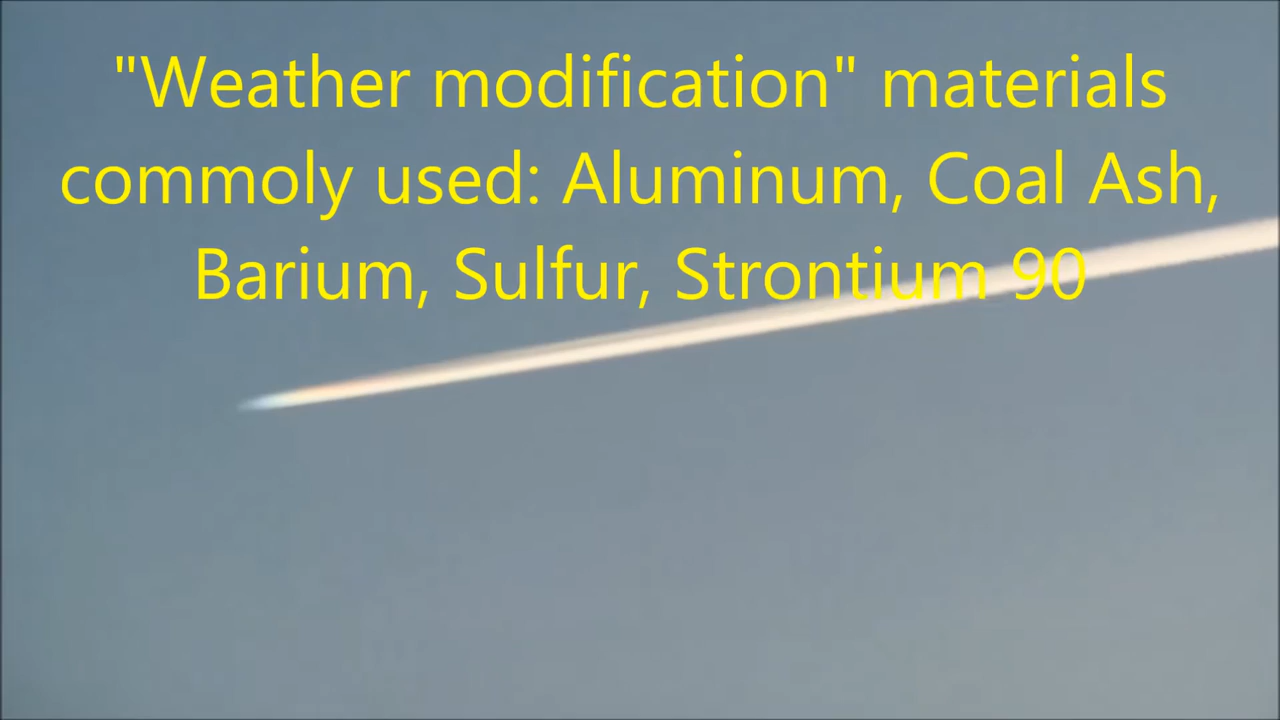 "Weather modification" materials
commoly used: Aluminum, Coal Ash,
Barium, Sulfur, Strontium 90